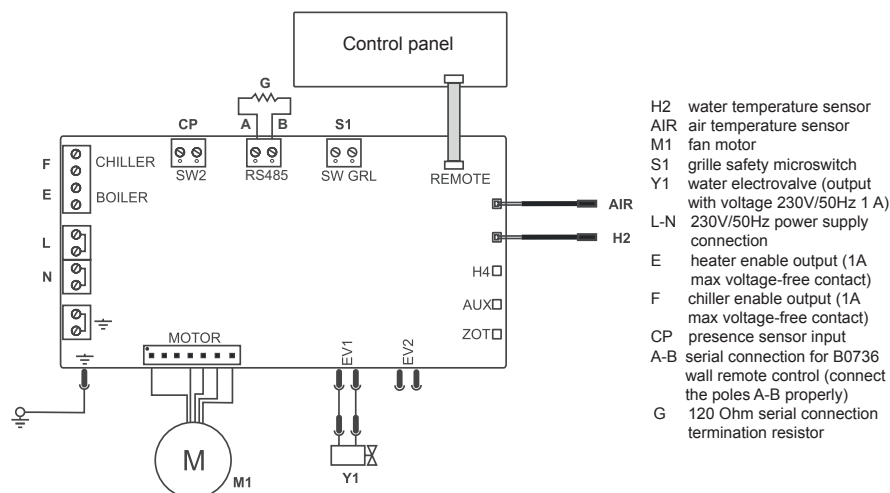 Control panel
G
CP
A
B
S1
F
CHILLER
SW2
RS485
SW GRL
REMOTE
E
BOILER
AIR
L
H2
N
H4
AUX
MOTOR
ZOT
EV1
EV2
M
M1
Y1
H2 water temperature sensor
AIR air temperature sensor
M1 fan motor
S1 grille safety microswitch
Y1 water electrovalve (output
with voltage 230V/50Hz 1 A)
L-N 230V/50Hz power supply
connection
E heater enable output (1A
max voltage-free contact)
F chiller enable output (1A
max voltage-free contact)
CP presence sensor input
A-B serial connection for B0736
wall remote control (connect
the poles A-B properly)
G 120 Ohm serial connection
termination resistor